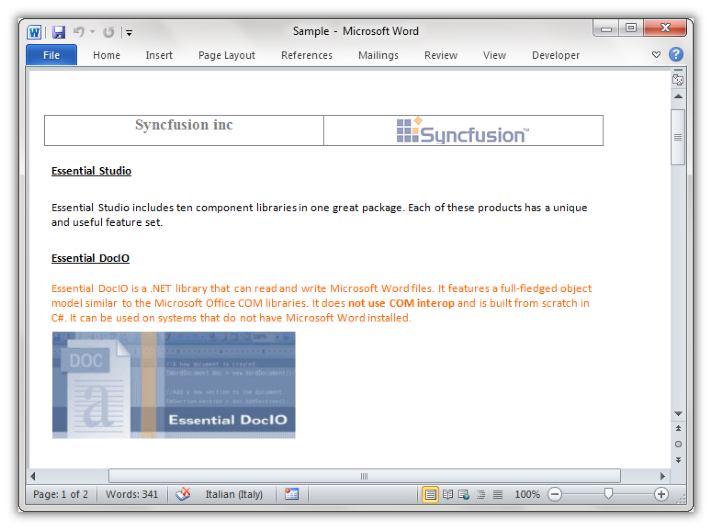 Sample - Microsoft Word
File Home Insert Page Layout References Mailings Review View Developer
Syncfusion inc
Syncfusion™
Essential Studio
Essential Studio includes ten component libraries in one great package. Each of these products has a unique
and useful feature set.
Essential DocIO
Essential DocIO is a .NET library that can read and write Microsoft Word files. It features a full-fledged object
model similar to the Microsoft Office COM libraries. It does not use COM interop and is built from scratch in
C#. It can be used on systems that do not have Microsoft Word installed.
DOC
a
Essential DocIO
Page: 1 of 2 Words: 341 Italian (Italy) 100%